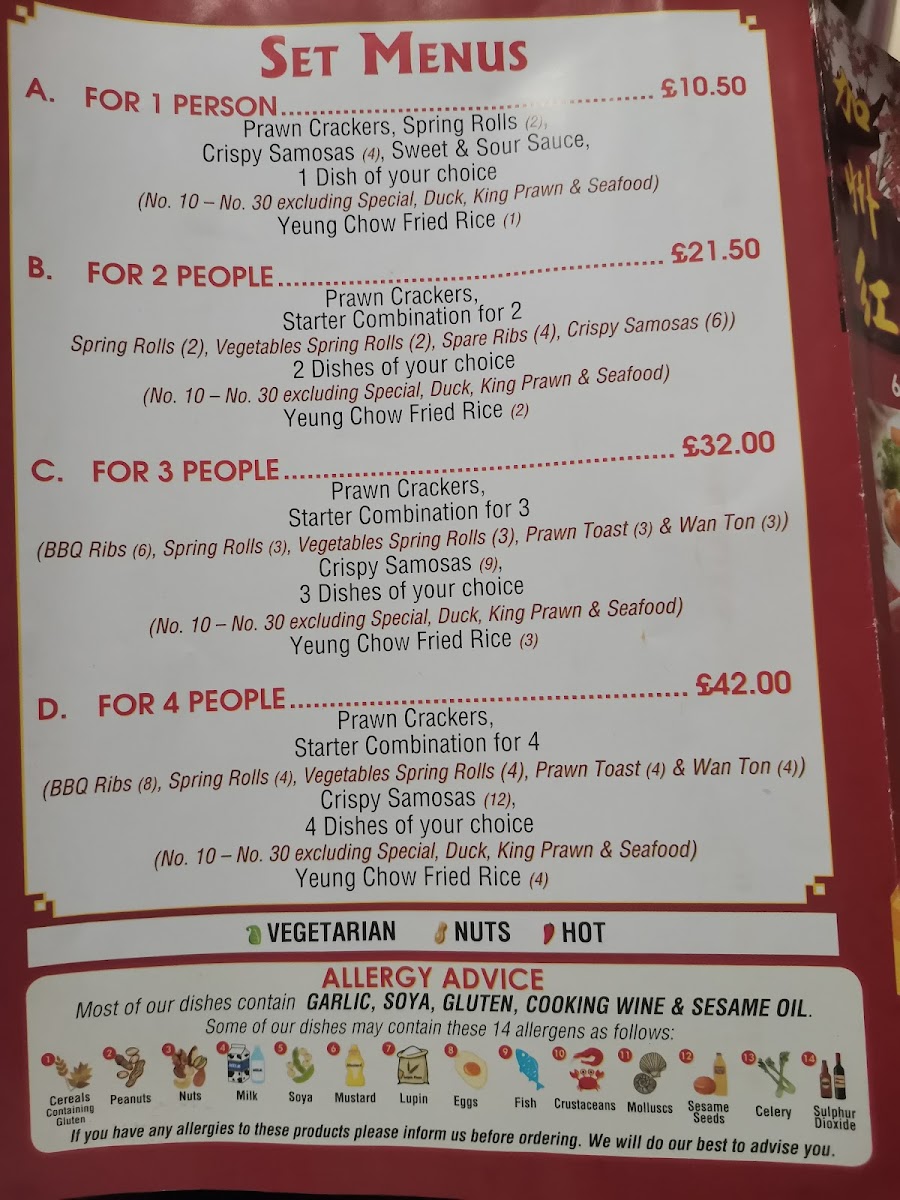 SET MENUS
A. FOR 1 PERSON.......................................................... £10.50
Prawn Crackers, Spring Rolls (2),
Crispy Samosas (4), Sweet & Sour Sauce,
1 Dish of your choice
(No. 10 – No. 30 excluding Special, Duck, King Prawn & Seafood)
Yeung Chow Fried Rice (1)
B. FOR 2 PEOPLE.......................................................... £21.50
Prawn Crackers,
Starter Combination for 2
Spring Rolls (2), Vegetables Spring Rolls (2), Spare Ribs (4), Crispy Samosas (6))
2 Dishes of your choice
(No. 10 – No. 30 excluding Special, Duck, King Prawn & Seafood)
Yeung Chow Fried Rice (2)
C. FOR 3 PEOPLE.......................................................... £32.00
Prawn Crackers,
Starter Combination for 3
(BBQ Ribs (6), Spring Rolls (3), Vegetables Spring Rolls (3), Prawn Toast (3) & Wan Ton (3))
Crispy Samosas (9),
3 Dishes of your choice
(No. 10 – No. 30 excluding Special, Duck, King Prawn & Seafood)
Yeung Chow Fried Rice (3)
D. FOR 4 PEOPLE.......................................................... £42.00
Prawn Crackers,
Starter Combination for 4
(BBQ Ribs (8), Spring Rolls (4), Vegetables Spring Rolls (4), Prawn Toast (4) & Wan Ton (4))
Crispy Samosas (12),
4 Dishes of your choice
(No. 10 – No. 30 excluding Special, Duck, King Prawn & Seafood)
Yeung Chow Fried Rice (4)
VEGETARIAN NUTS HOT
ALLERGY ADVICE
Most of our dishes contain GARLIC, SOYA, GLUTEN, COOKING WINE & SESAME OIL.
Some of our dishes may contain these 14 allergens as follows:
1 2 3 4 5 6 7 8 9 10 11 12 13 14
Cereals Containing Gluten Peanuts Nuts Milk Soya Mustard Lupin Eggs Fish Crustaceans Molluscs Sesame Seeds Celery Sulphur Dioxide
If you have any allergies to these products please inform us before ordering. We will do our best to advise you.
加
州
紅